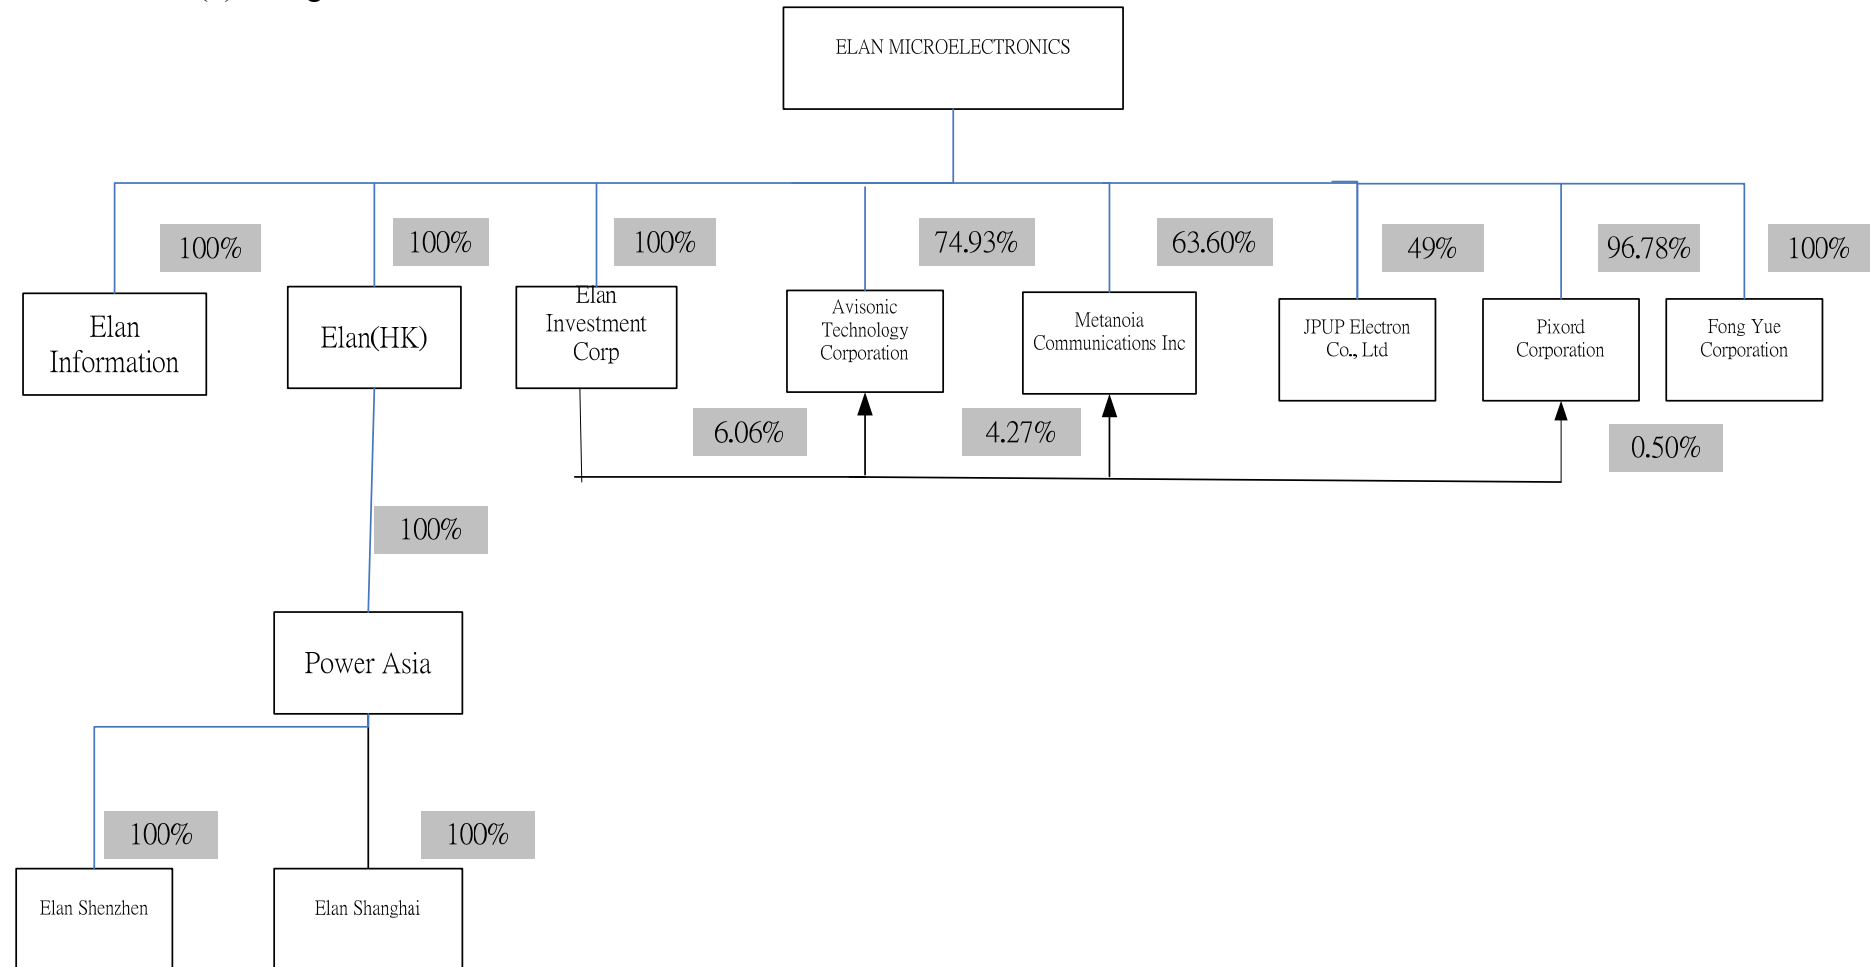 ELAN MICROELECTRONICS
100%
100%
100%
74.93%
63.60%
49%
96.78%
100%
Elan
Information
Elan(HK)
Elan
Investment
Corp
Avisonic
Technology
Corporation
Metanoia
Communications Inc
JPUP Electron
Co., Ltd
Pixord
Corporation
Fong Yue
Corporation
6.06%
4.27%
0.50%
100%
Power Asia
100%
100%
Elan Shenzhen
Elan Shanghai